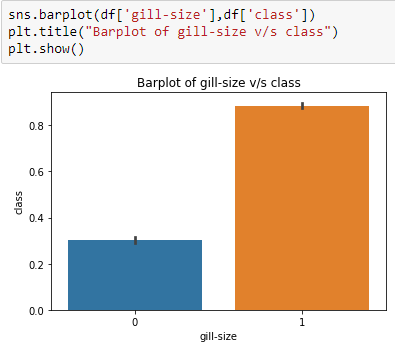 sns.barplot(df['gill-size'],df['class'])
plt.title("Barplot of gill-size v/s class")
plt.show()
Barplot of gill-size v/s class
0.8
0.6
0.4
0.2
0.0
class
0 1
gill-size